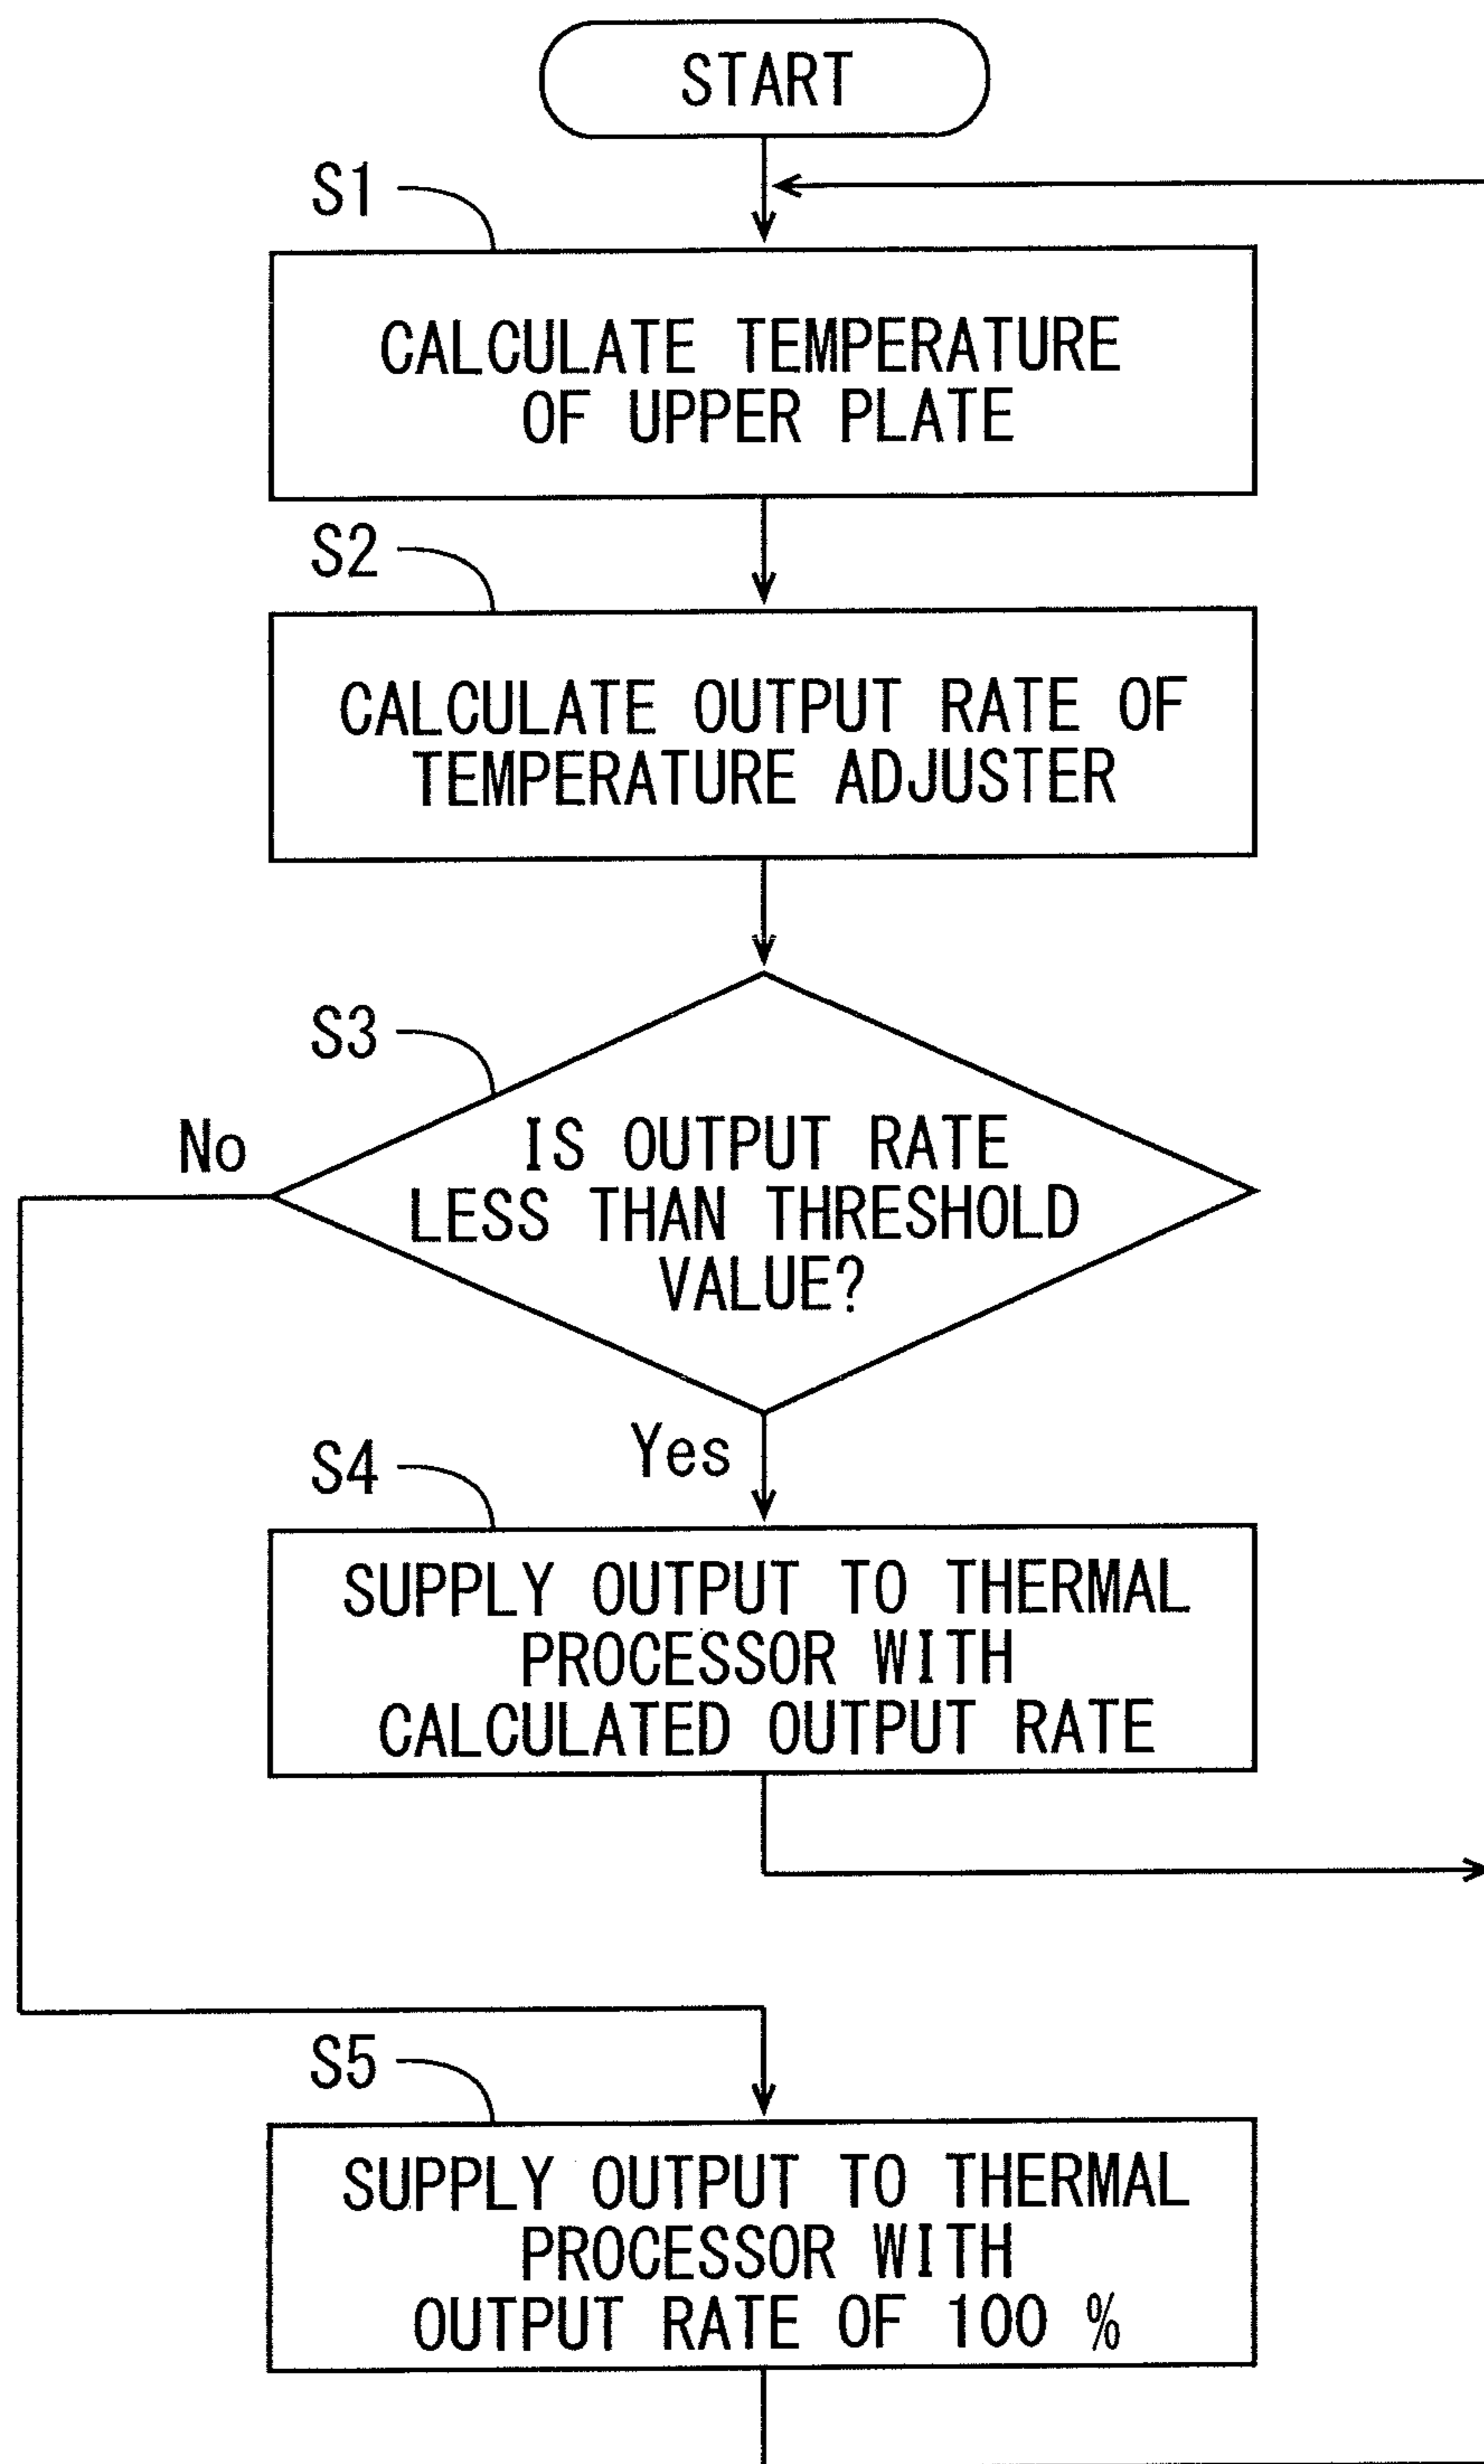 START
S1
CALCULATE TEMPERATURE
OF UPPER PLATE
S2
CALCULATE OUTPUT RATE OF
TEMPERATURE ADJUSTER
S3
No
IS OUTPUT RATE
LESS THAN THRESHOLD
VALUE?
Yes
S4
SUPPLY OUTPUT TO THERMAL
PROCESSOR WITH
CALCULATED OUTPUT RATE
S5
SUPPLY OUTPUT TO THERMAL
PROCESSOR WITH
OUTPUT RATE OF 100 %